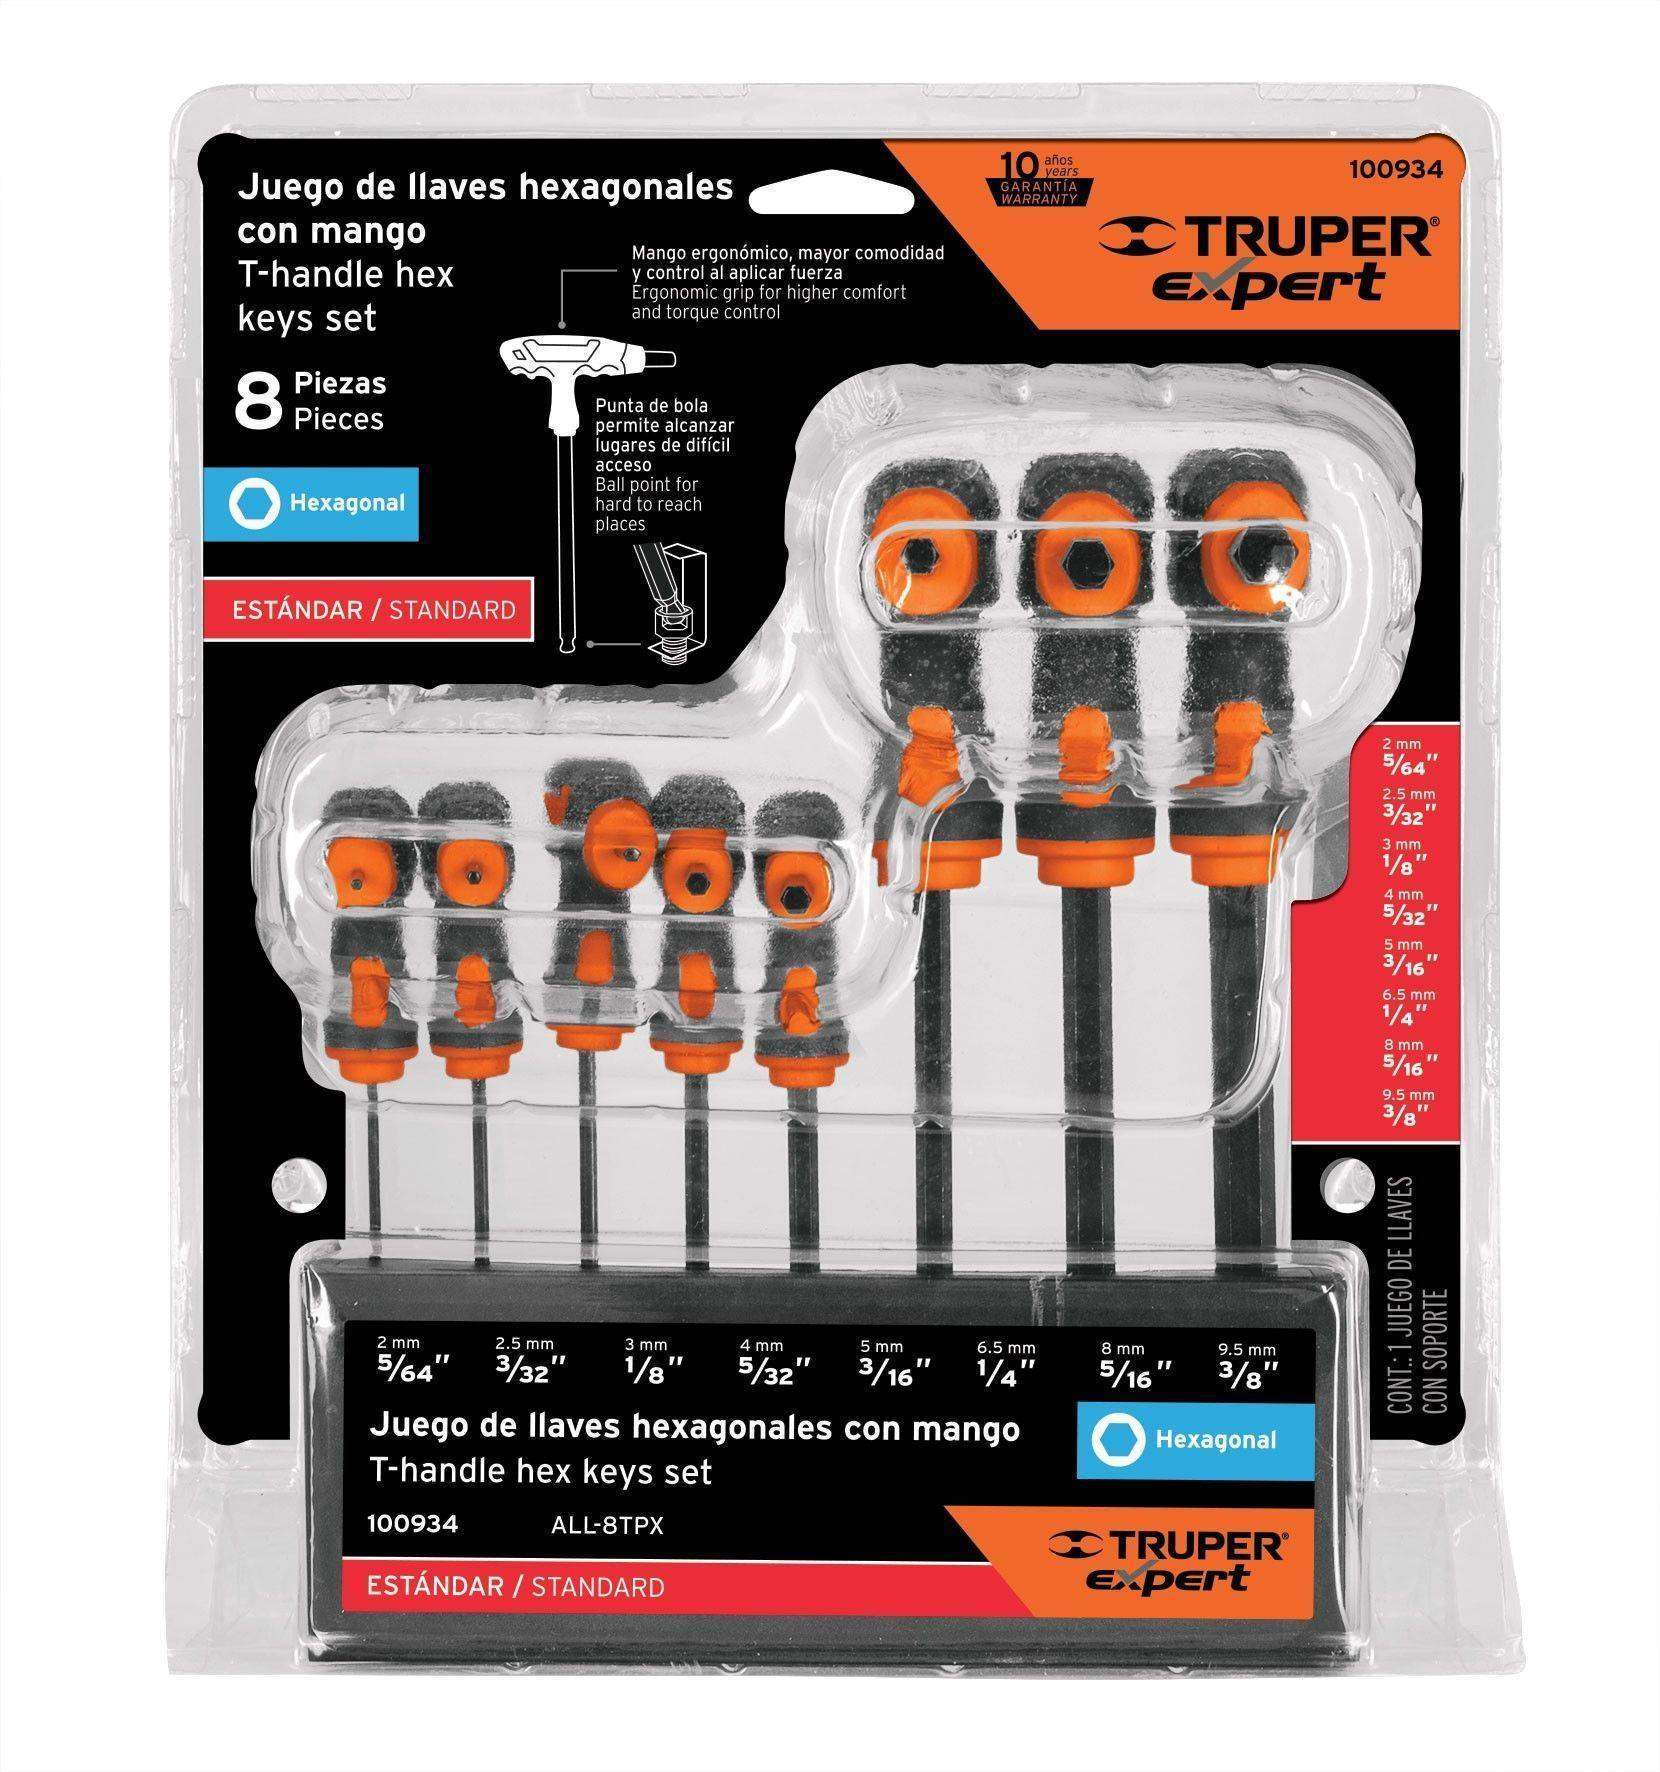 Juego de llaves hexagonales
con mango
T-handle hex
keys set
8 Piezas
Pieces
Hexagonal
ESTÁNDAR / STANDARD
Mango ergonómico, mayor comodidad
y control al aplicar fuerza
Ergonomic grip for higher comfort
and torque control
Punta de bola
permite alcanzar
lugares de difícil
acceso
Ball point for
hard to reach
places
10 años
years
GARANTÍA
WARRANTY
100934
TRUPER®
expert
2 mm
5/64"
2.5 mm
3/32"
3 mm
1/8"
4 mm
5/32"
5 mm
3/16"
6.5 mm
1/4"
8 mm
5/16"
9.5 mm
3/8"
CONT.: 1 JUEGO DE LLAVES
CON SOPORTE
2 mm 2.5 mm 3 mm 4 mm 5 mm 6.5 mm 8 mm 9.5 mm
5/64" 3/32" 1/8" 5/32" 3/16" 1/4" 5/16" 3/8"
Juego de llaves hexagonales con mango
T-handle hex keys set
Hexagonal
100934 ALL-8TPX
TRUPER®
expert
ESTÁNDAR / STANDARD